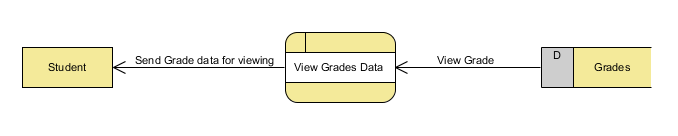 Student
Send Grade data for viewing
View Grades Data
View Grade
D
Grades